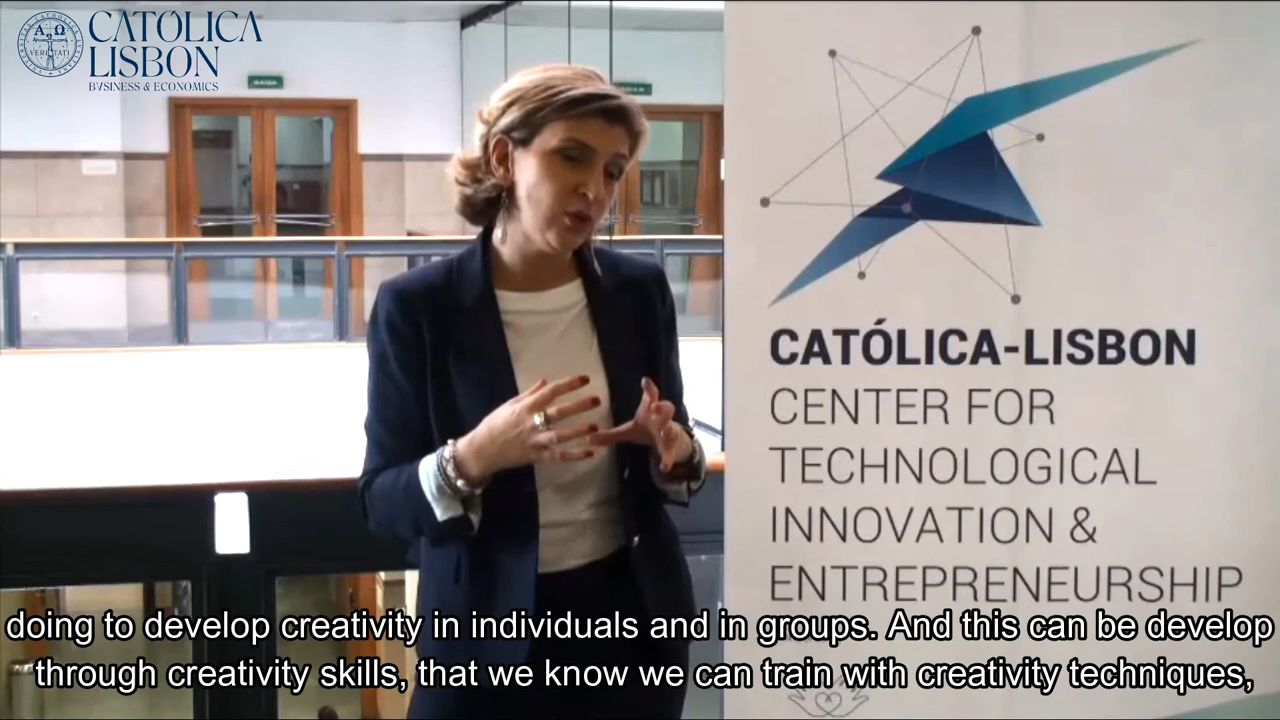 CATÓLICA
LISBON
BUSINESS & ECONOMICS
VERITATI
CATÓLICA-LISBON
CENTER FOR
TECHNOLOGICAL
INNOVATION &
ENTREPRENEURSHIP
doing to develop creativity in individuals and in groups. And this can be develop
through creativity skills, that we know we can train with creativity techniques,